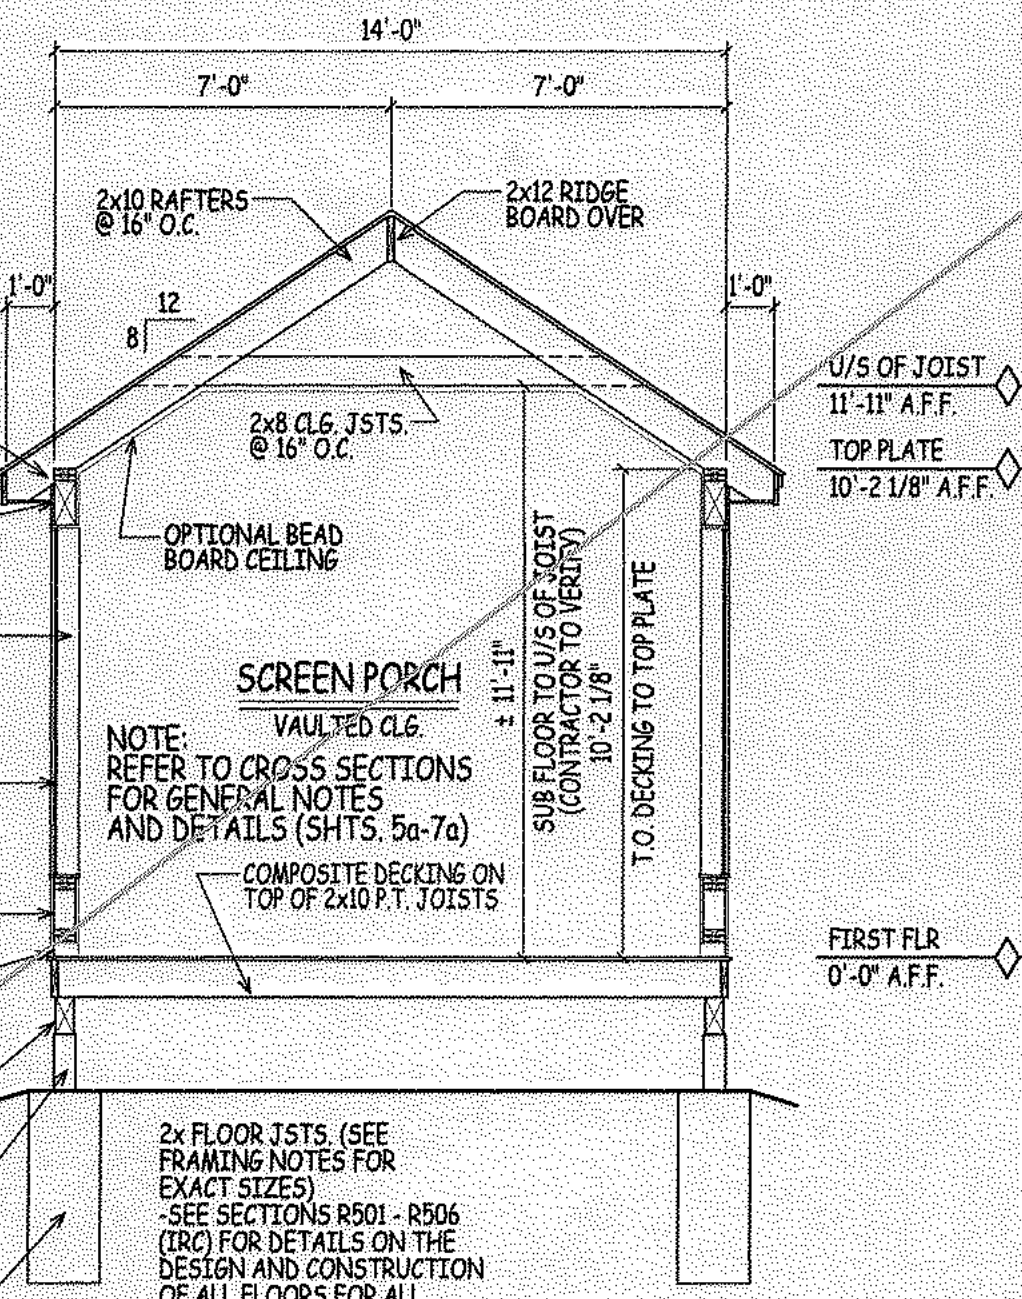 14'-0"
7'-0"
7'-0"
2x10 RAFTERS
@ 16" O.C.
2x12 RIDGE
BOARD OVER
1'-0"
1'-0"
12
8
U/S OF JOIST
11'-11" A.F.F.
2x8 CLG. JSTS.
@ 16" O.C.
TOP PLATE
10'-2 1/8" A.F.F.
OPTIONAL BEAD
BOARD CEILING
± 11'-11"
SUB FLOOR TO U/S OF JOIST
(CONTRACTOR TO VERIFY)
10'-2 1/8"
T.O. DECKING TO TOP PLATE
SCREEN PORCH
VAULTED CLG.
NOTE:
REFER TO CROSS SECTIONS
FOR GENERAL NOTES
AND DETAILS (SHTS. 5a-7a)
COMPOSITE DECKING ON
TOP OF 2x10 P.T. JOISTS
FIRST FLR
0'-0" A.F.F.
2x FLOOR JSTS. (SEE
FRAMING NOTES FOR
EXACT SIZES)
-SEE SECTIONS R501 - R506
(IRC) FOR DETAILS ON THE
DESIGN AND CONSTRUCTION
OF ALL FLOORS FOR ALL